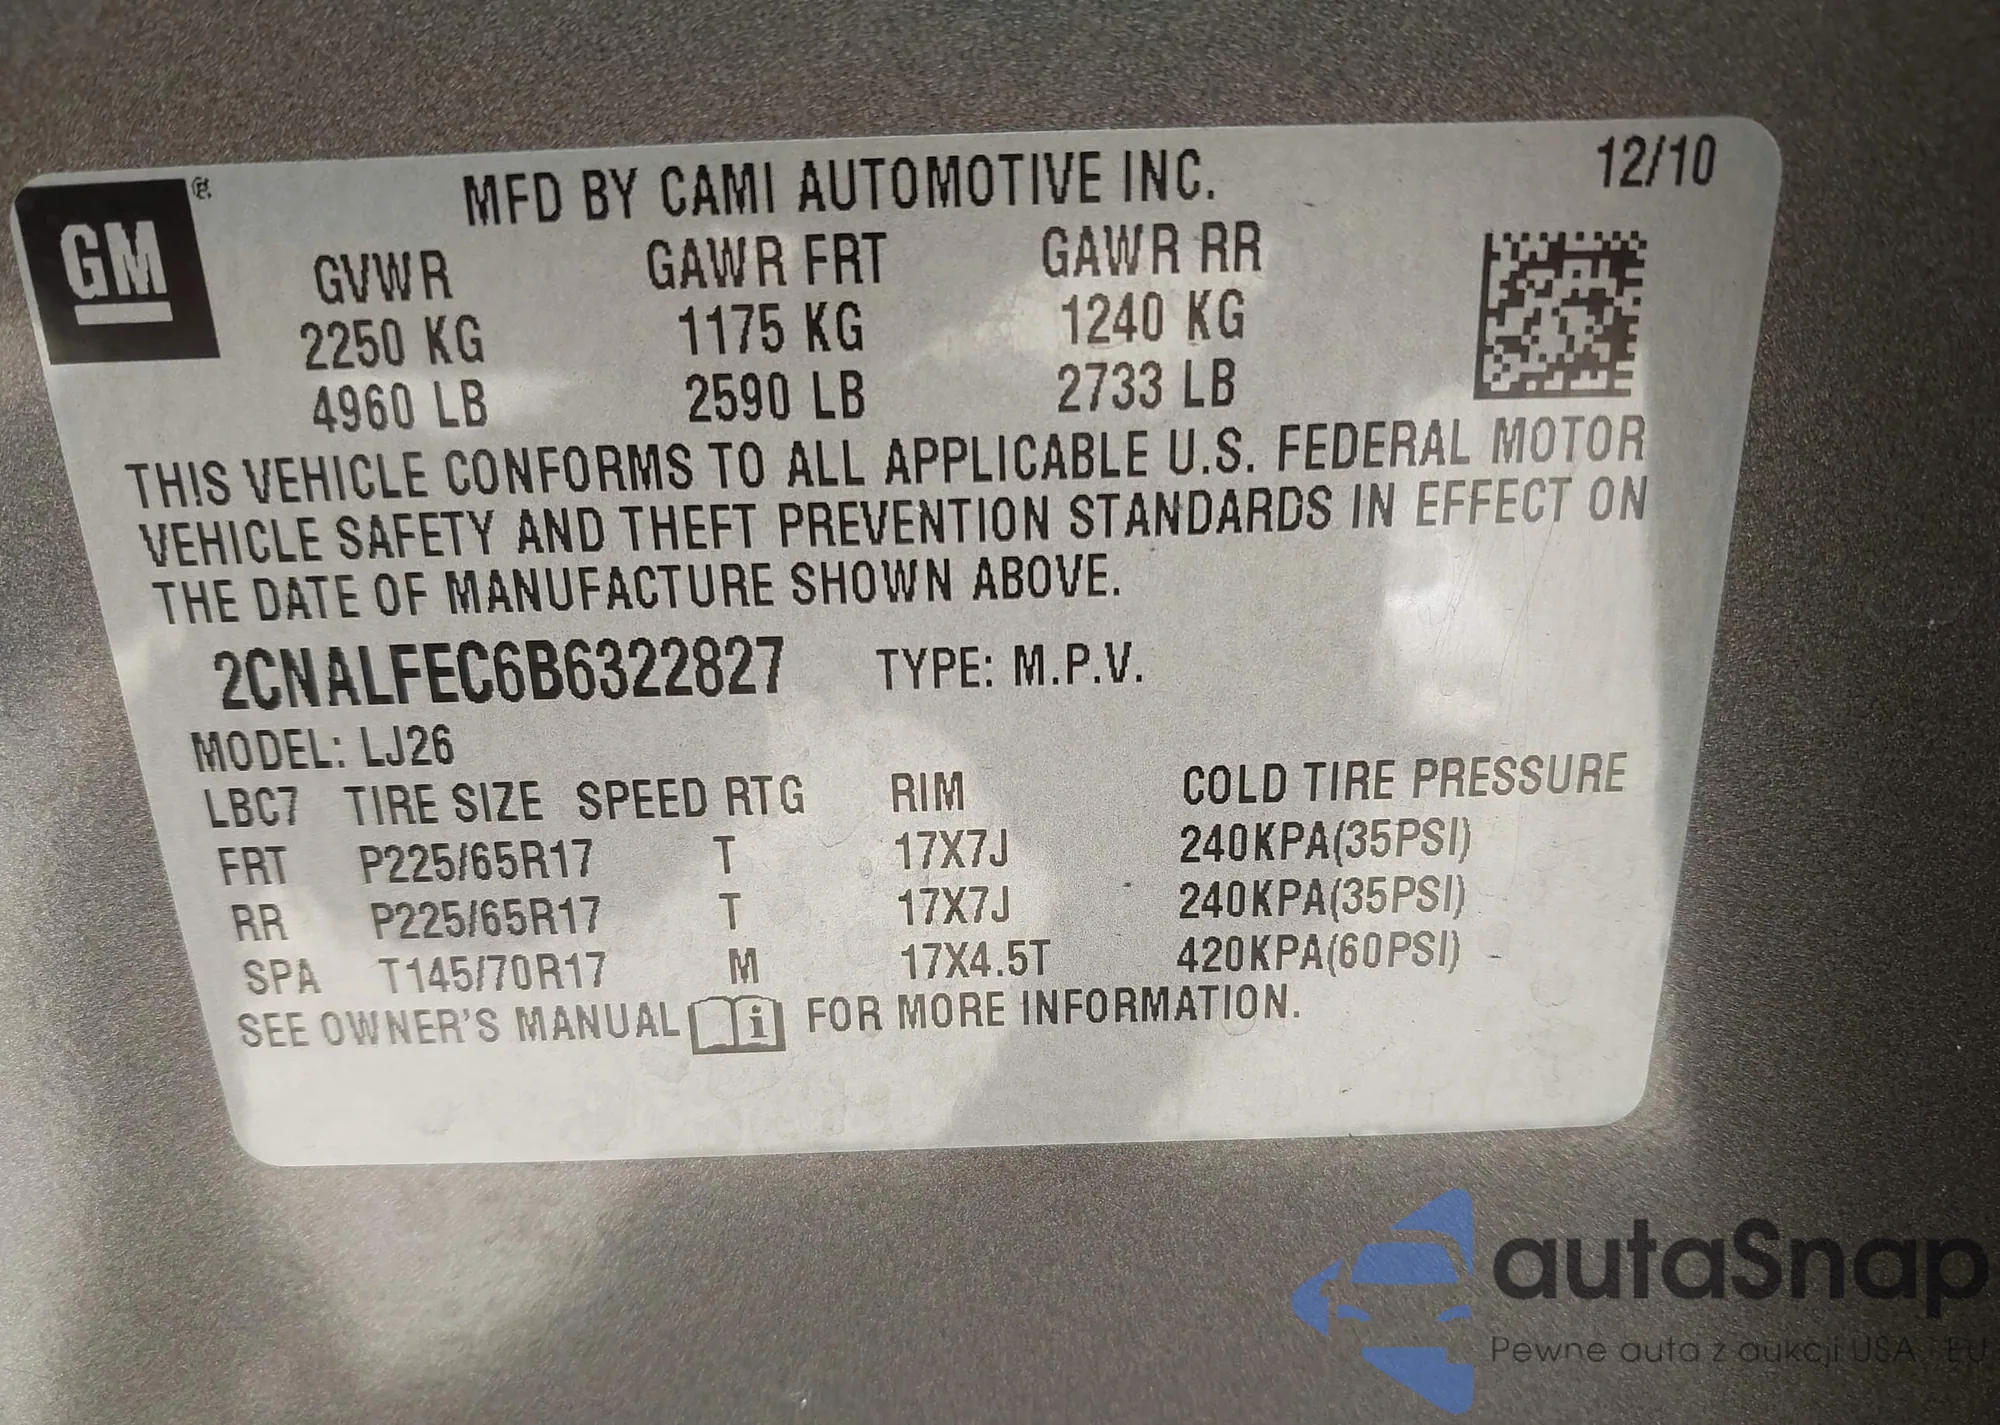 GM ®
MFD BY CAMI AUTOMOTIVE INC. 12/10
GVWR GAWR FRT GAWR RR
2250 KG 1175 KG 1240 KG
4960 LB 2590 LB 2733 LB
THIS VEHICLE CONFORMS TO ALL APPLICABLE U.S. FEDERAL MOTOR
VEHICLE SAFETY AND THEFT PREVENTION STANDARDS IN EFFECT ON
THE DATE OF MANUFACTURE SHOWN ABOVE.
2CNALFEC6B6322827 TYPE: M.P.V.
MODEL: LJ26
LBC7 TIRE SIZE SPEED RTG RIM COLD TIRE PRESSURE
FRT P225/65R17 T 17X7J 240KPA(35PSI)
RR P225/65R17 T 17X7J 240KPA(35PSI)
SPA T145/70R17 M 17X4.5T 420KPA(60PSI)
SEE OWNER'S MANUAL i FOR MORE INFORMATION.
autaSnap
Pewne auta z aukcji USA - EU